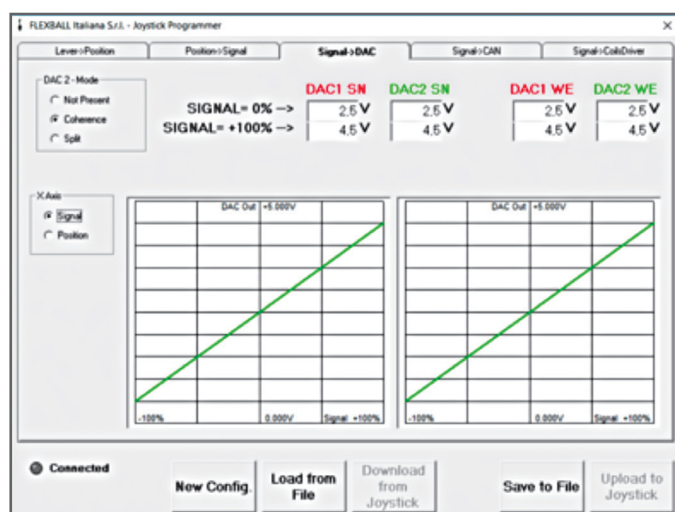 FLEXBALL Italiana S.r.l. - Joystick Programmer
Lever->Position Position->Signal Signal->DAC Signal->CAN Signal->CoilsDriver
DAC 2 - Mode
Not Present
Coherence
Split
DAC1 SN DAC2 SN DAC1 WE DAC2 WE
SIGNAL= 0% --> 2.5 V 2.5 V 2.5 V 2.5 V
SIGNAL= +100% --> 4.5 V 4.5 V 4.5 V 4.5 V
X Axis
Signal
Position
DAC Out +5.000V DAC Out +5.000V
-100% 0.000V Signal +100% -100% 0.000V Signal +100%
Connected
New Config. Load from File Download from Joystick Save to File Upload to Joystick